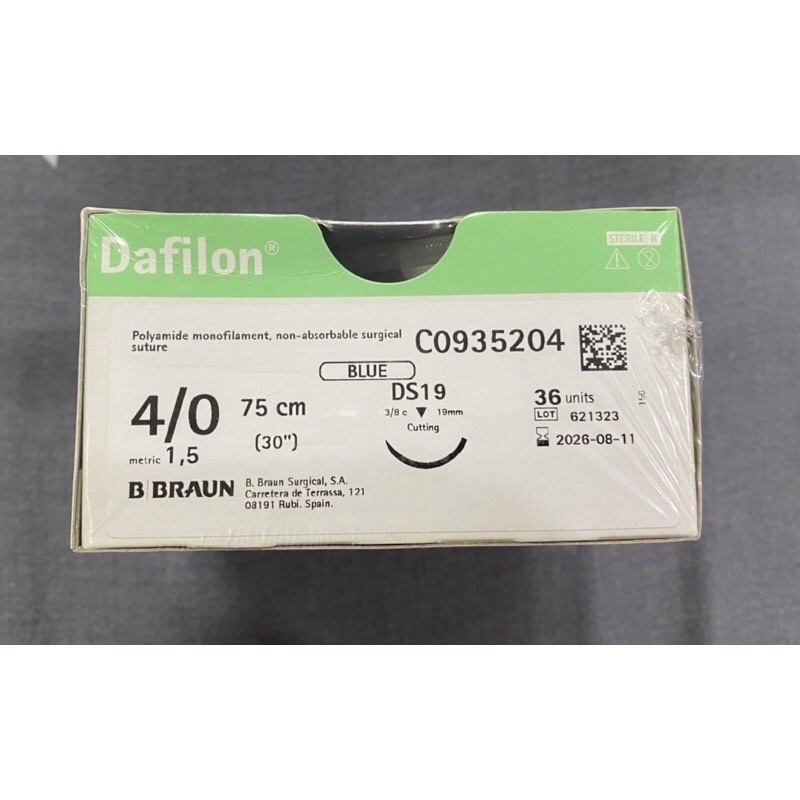 Dafilon®
STERILE R
Polyamide monofilament, non-absorbable surgical
suture
C0935204
BLUE
4/0
75 cm
(30")
metric 1,5
DS19
3/8 c ▼ 19mm
Cutting
36 units
LOT 621323
2026-08-11
150
B BRAUN
B. Braun Surgical, S.A.
Carretera de Terrassa, 121
08191 Rubí. Spain.